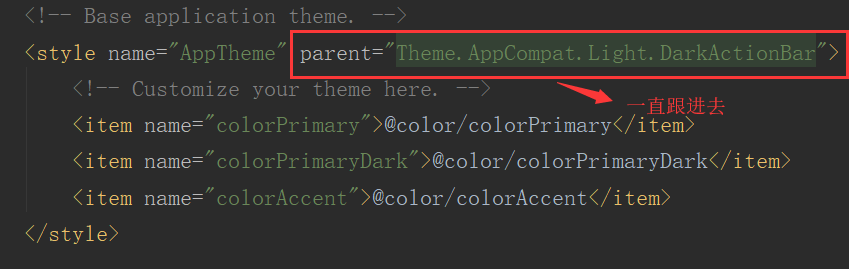 <!-- Base application theme. -->
<style name="AppTheme" parent="Theme.AppCompat.Light.DarkActionBar">
<!-- Customize your theme here. -->
一直跟进去
<item name="colorPrimary">@color/colorPrimary</item>
<item name="colorPrimaryDark">@color/colorPrimaryDark</item>
<item name="colorAccent">@color/colorAccent</item>
</style>